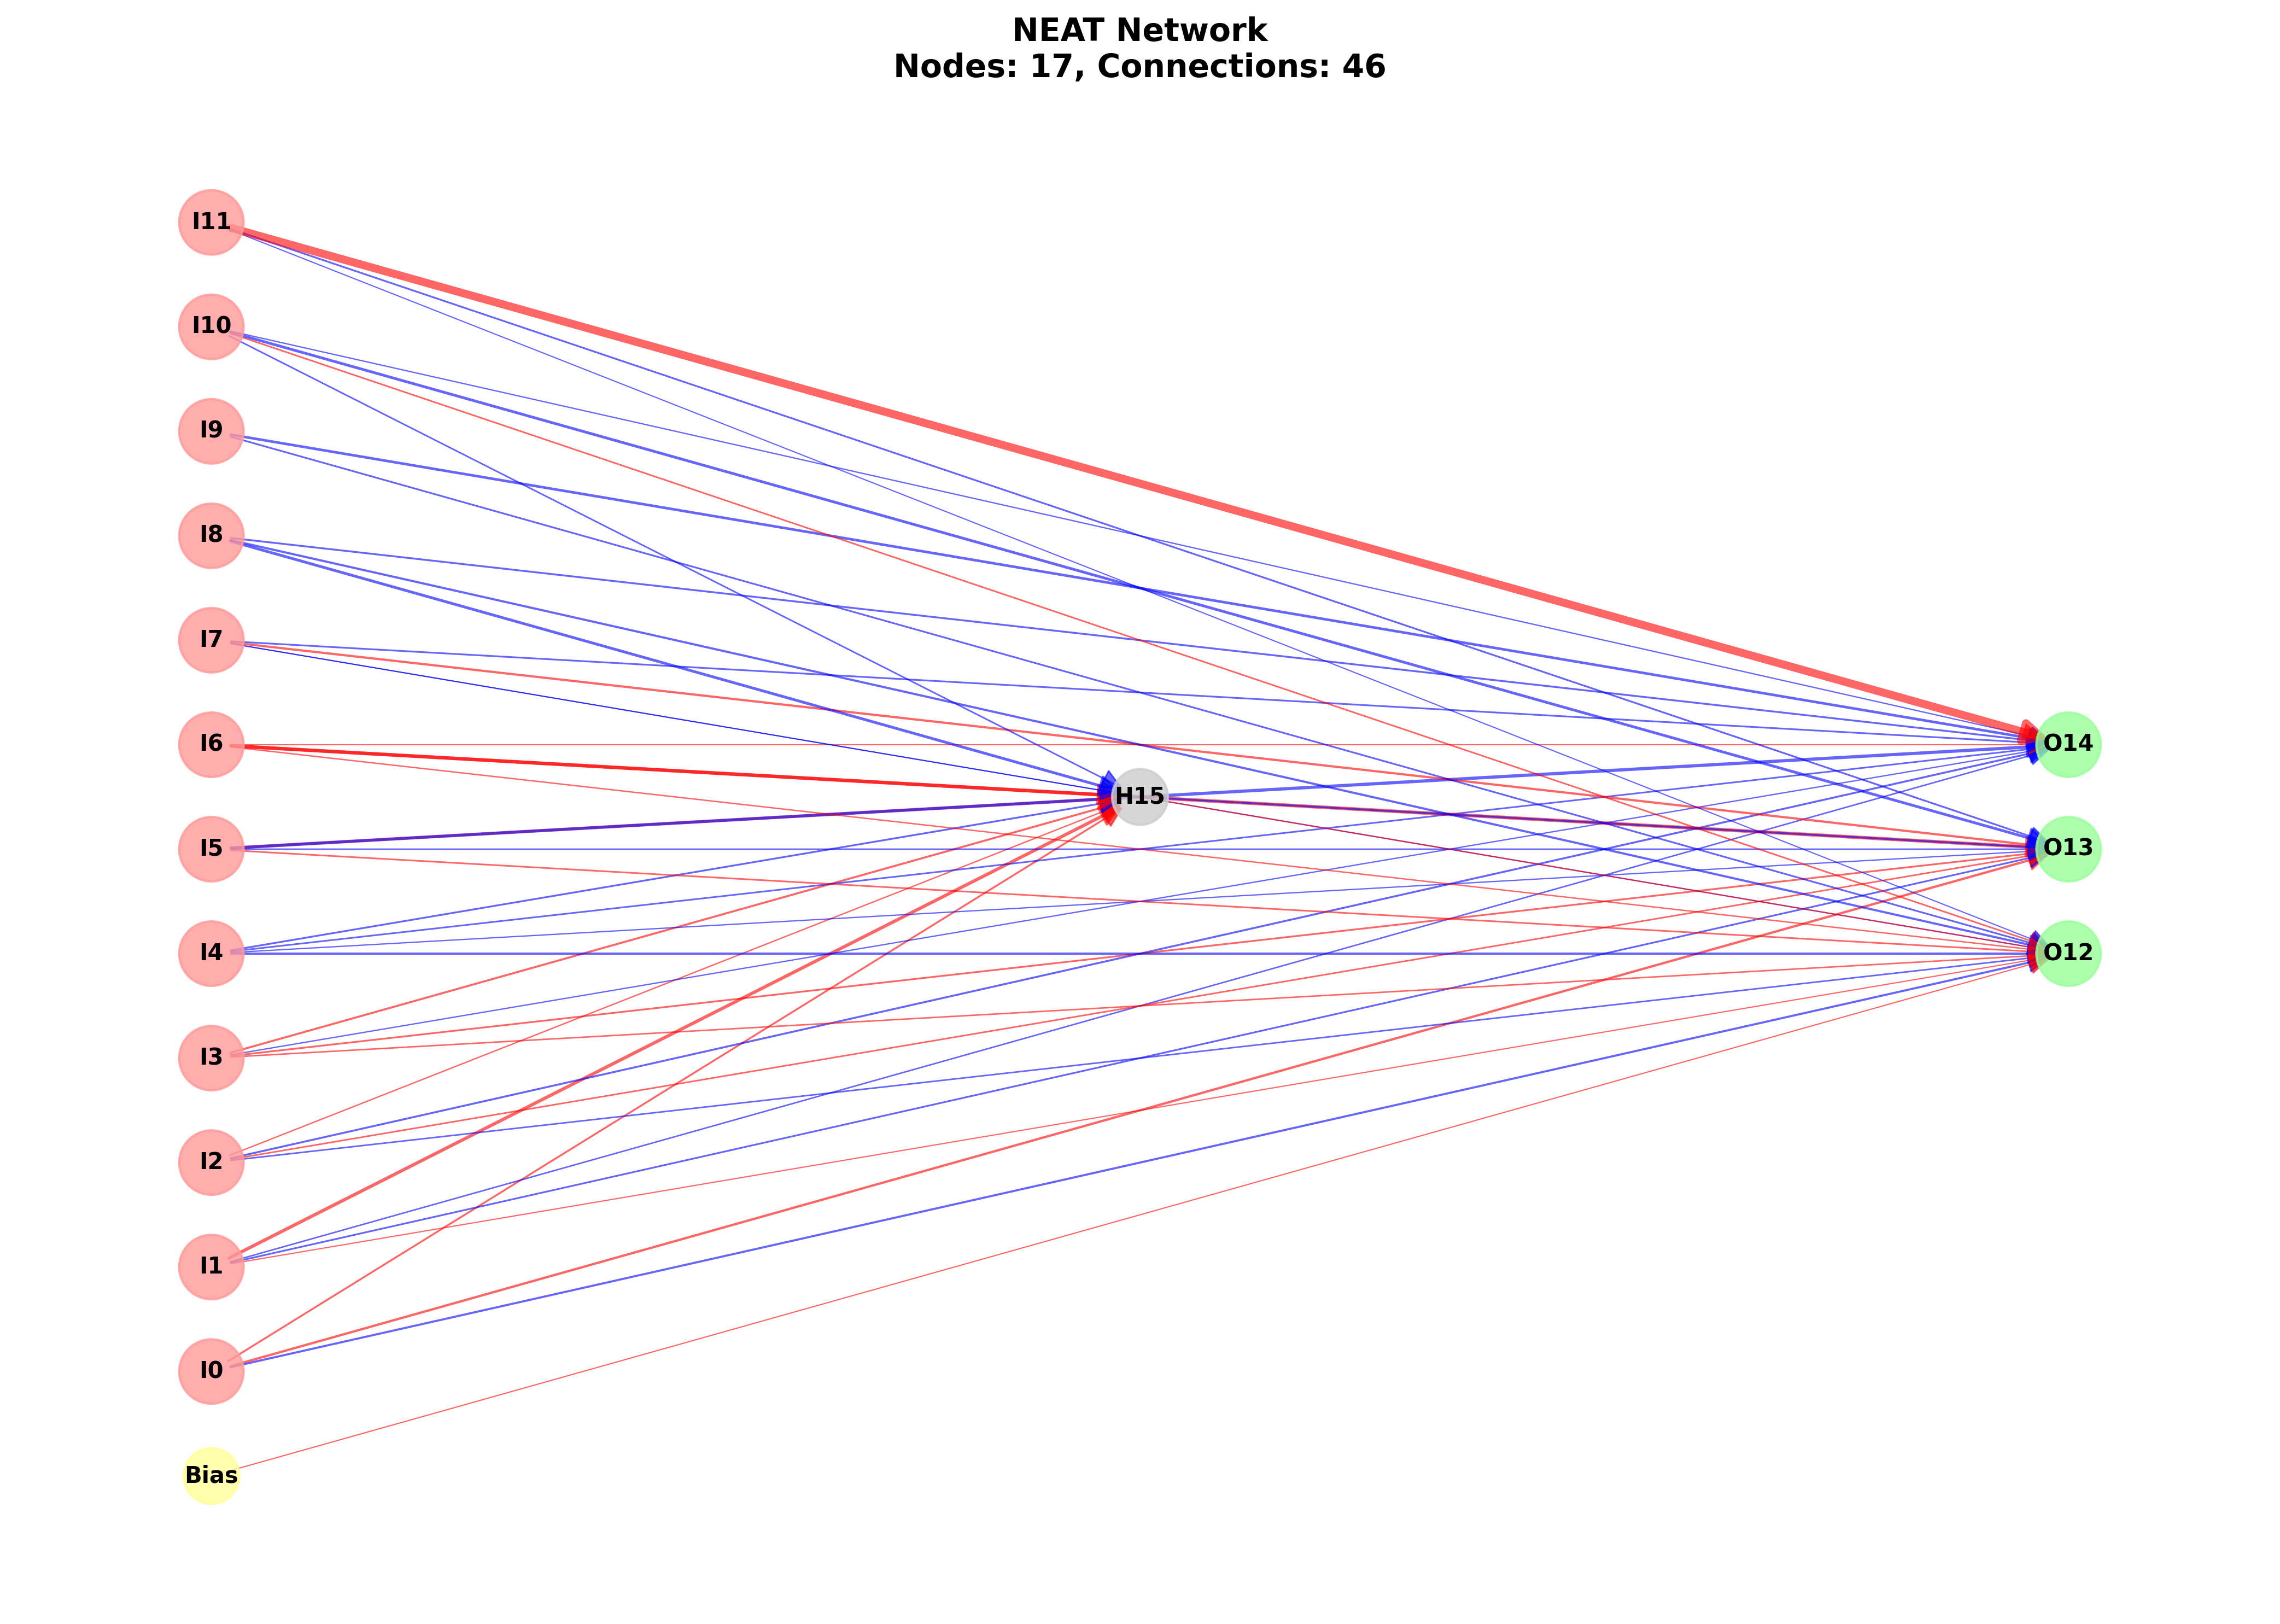 NEAT Network
Nodes: 17, Connections: 46
I11
I10
I9
I8
I7
I6
O14
H15
I5
O13
I4
O12
I3
I2
I1
I0
Bias